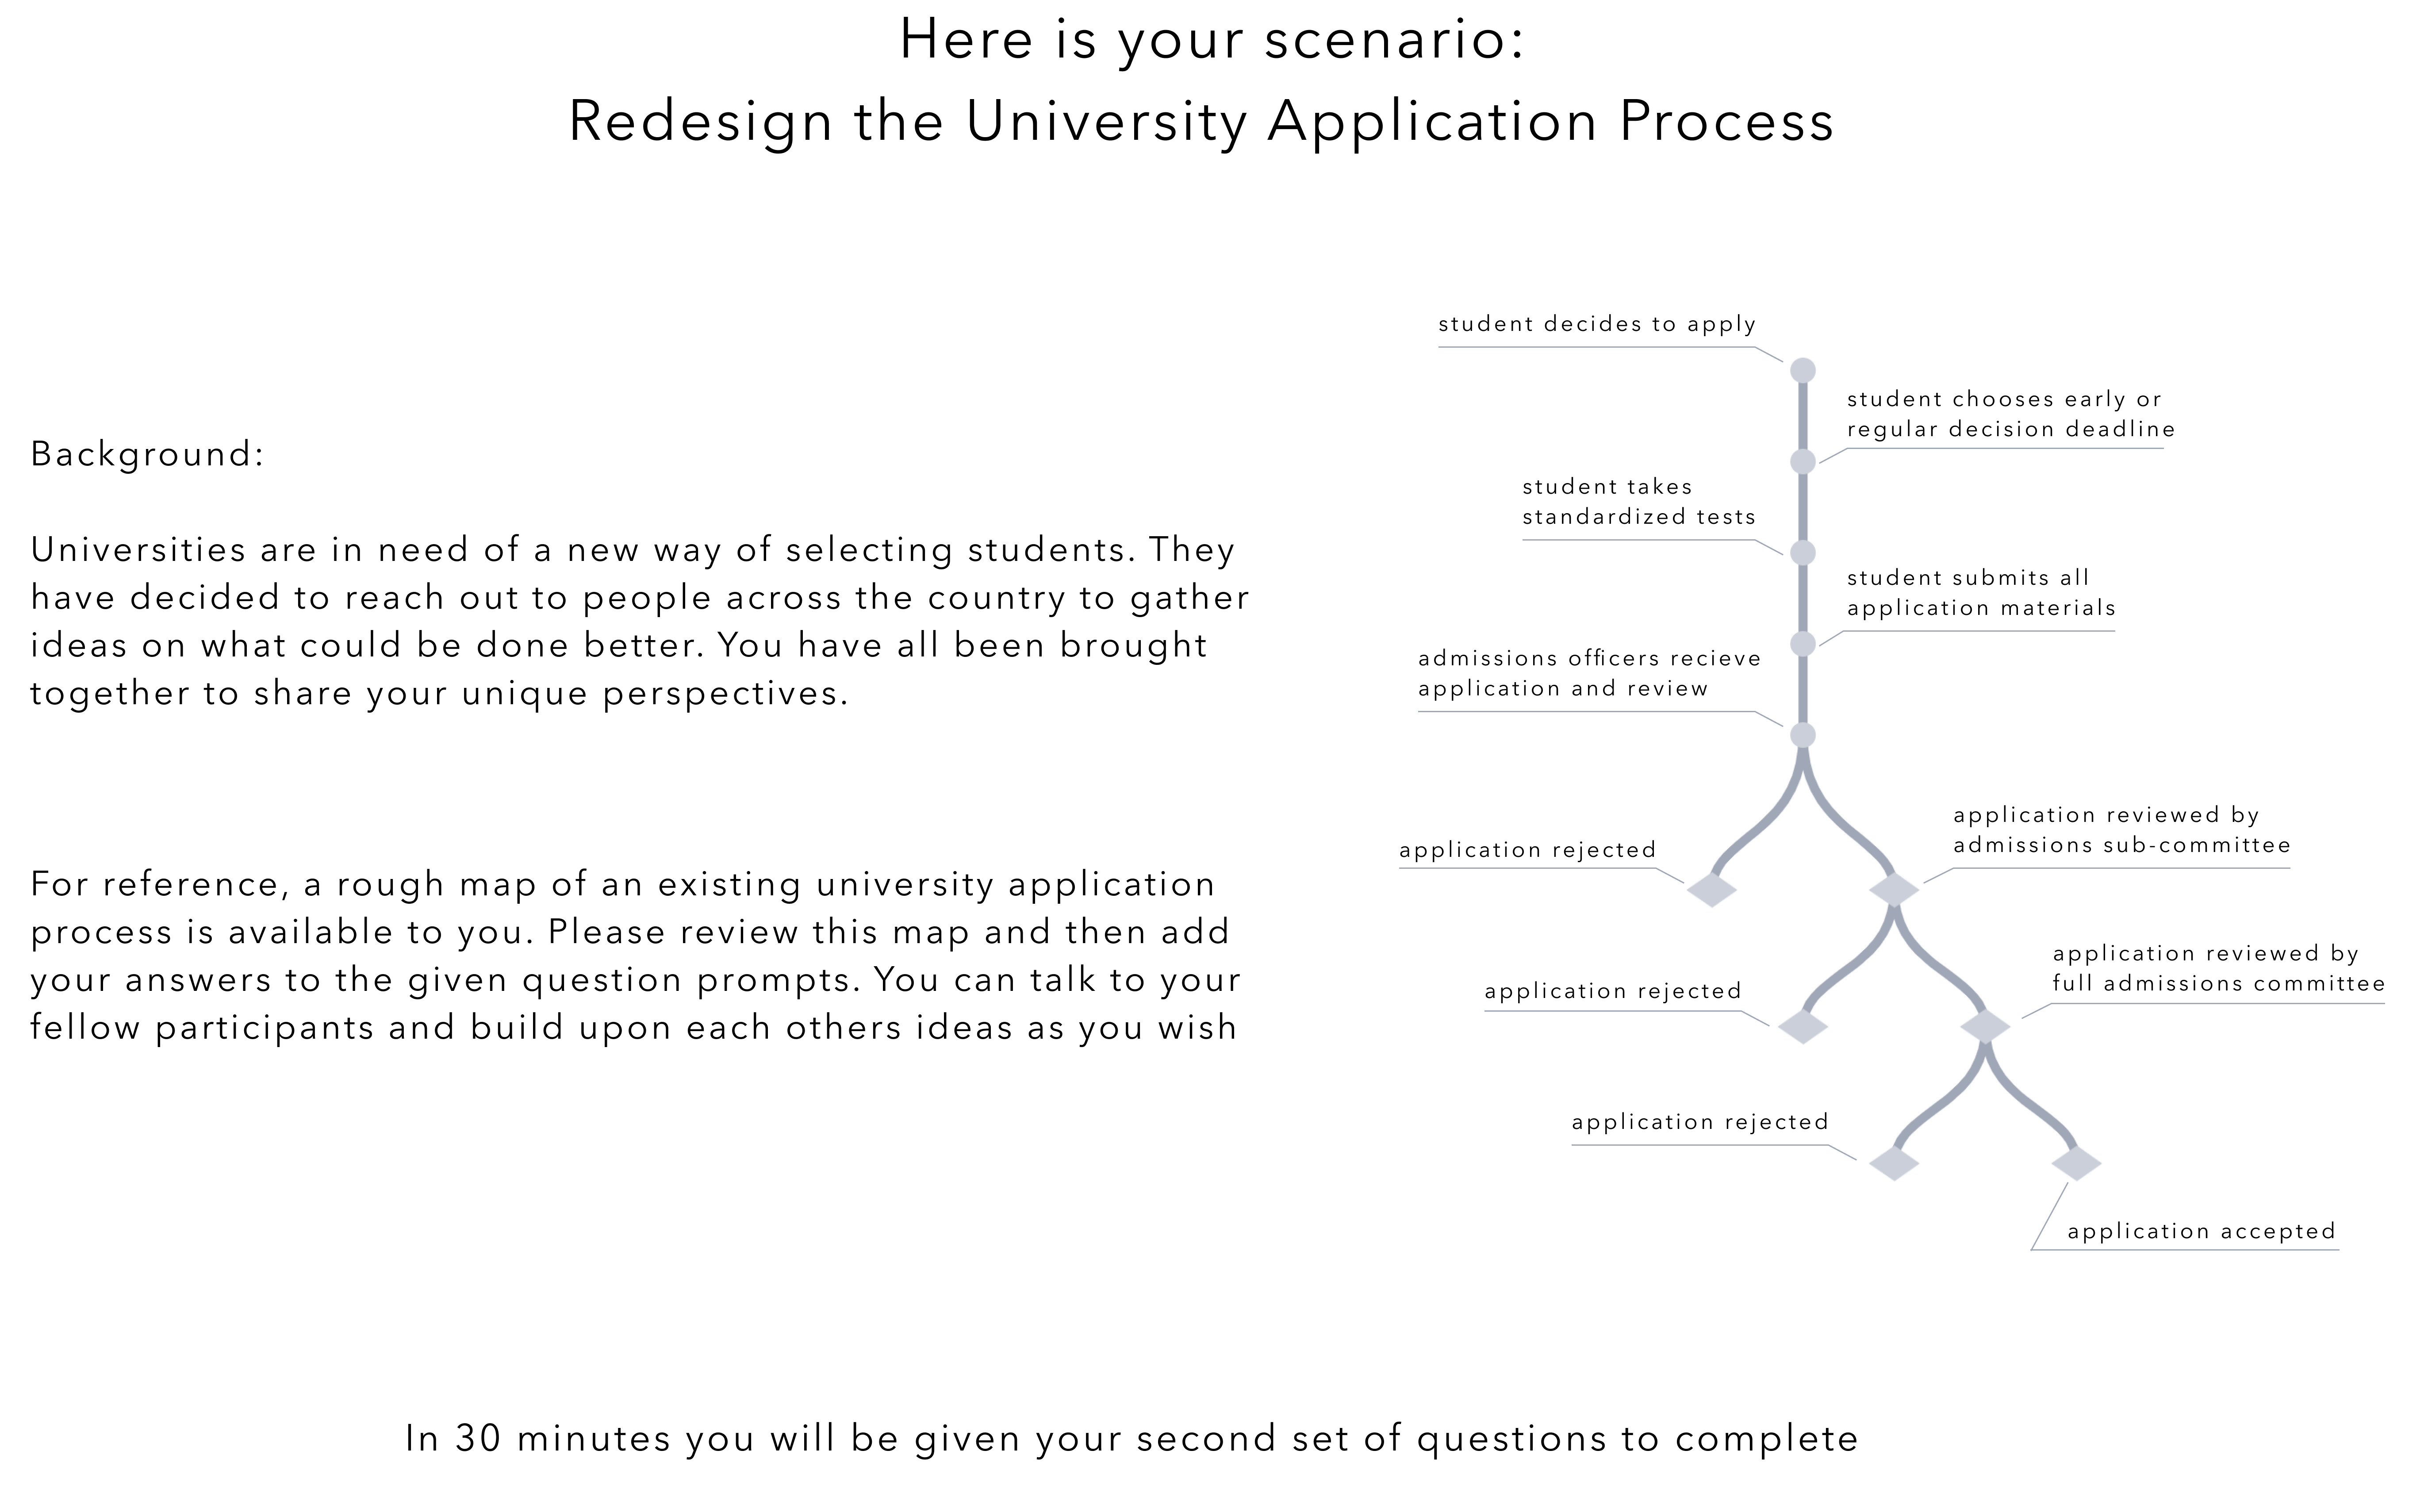 Here is your scenario:
Redesign the University Application Process
Background:
Universities are in need of a new way of selecting students. They
have decided to reach out to people across the country to gather
ideas on what could be done better. You have all been brought
together to share your unique perspectives.
For reference, a rough map of an existing university application
process is available to you. Please review this map and then add
your answers to the given question prompts. You can talk to your
fellow participants and build upon each others ideas as you wish
student decides to apply
student chooses early or
regular decision deadline
student takes
standardized tests
student submits all
application materials
admissions officers recieve
application and review
application rejected
application reviewed by
admissions sub-committee
application rejected
application reviewed by
full admissions committee
application rejected
application accepted
In 30 minutes you will be given your second set of questions to complete